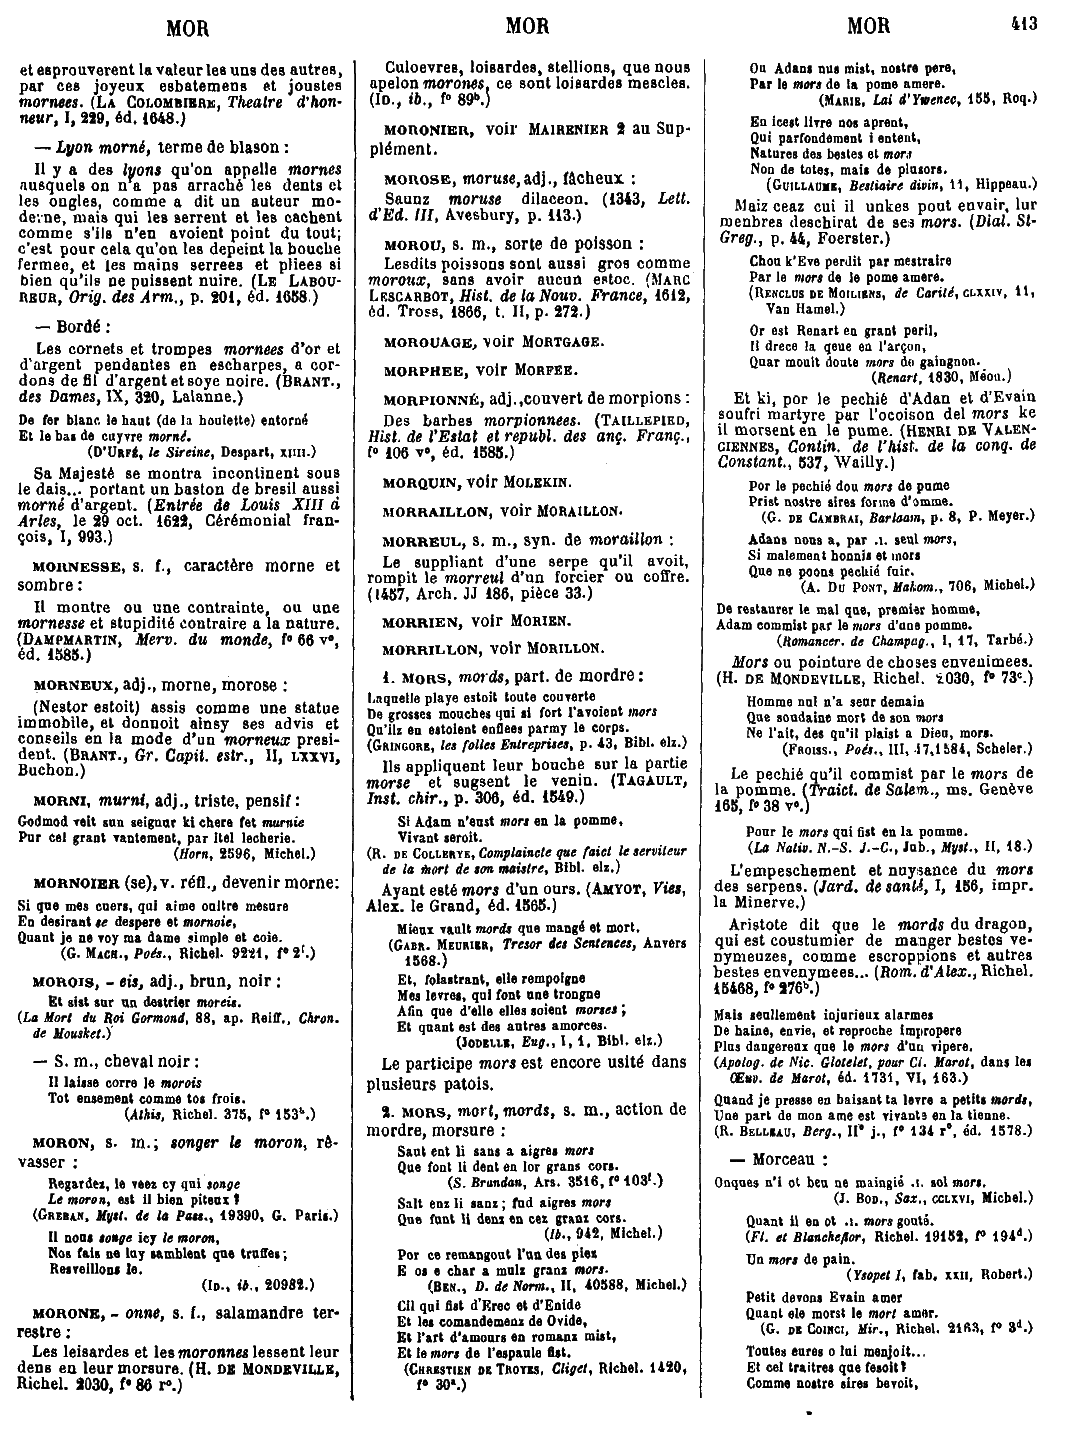 MOR
MOR
MOR 413
et esprouverent la valeur les uns des autres,
par ces joyeux esbatemens et joustes
mornees. (LA COLOMBIERE, Theatre d'hon-
neur, I, 229, éd. 1648.)
— Lyon morné, terme de blason :
Il y a des lyons qu'on appelle mornes
ausquels on n'a pas arraché les dents et
les ongles, comme a dit un auteur mo-
derne, mais qui les serrent et les cachent
comme s'ils n'en avoient point du tout;
c'est pour cela qu'on les depeint la bouche
fermee, et les mains serrees et pliees si
bien qu'ils ne puissent nuire. (LE LABOU-
REUR, Orig. des Arm., p. 201, éd. 1658.)
— Bordé :
Les cornets et trompes mornees d'or et
d'argent pendantes en escharpes, a cor-
dons de fil d'argent et soye noire. (BRANT.,
des Dames, IX, 320, Lalanne.)
De fer blanc le haut (de la houlette) entorné
Et le bas de cuyvre morné.
(D'URFÉ, le Sireine, Despart, XIII.)
Sa Majesté se montra incontinent sous
le dais... portant un baston de bresil aussi
morné d'argent. (Entrée de Louis XIII à
Arles, le 29 oct. 1622, Cérémonial fran-
çois, I, 993.)
MORNESSE, s. f., caractère morne et
sombre :
Il montre ou une contrainte, ou une
mornesse et stupidité contraire a la nature.
(DAMPMARTIN, Merv. du monde, fº 66 vº,
éd. 1585.)
MORNEUX, adj., morne, morose :
(Nestor estoit) assis comme une statue
immobile, et donnoit ainsy ses advis et
conseils en la mode d'un morneux presi-
dent. (BRANT., Gr. Capit. estr., II, LXXVI,
Buchon.)
MORNI, murni, adj., triste, pensif :
Godmod veit sun seignur ki chere fet murnie
Pur cel grant vantement, par itel lecherie.
(Horn, 2596, Michel.)
MORNOIER (se), v. réfl., devenir morne:
Si que mes cuers, qui aime oultre mesure
En desirant se despere et mornoie,
Quant je ne voy ma dame simple et coie.
(G. MACH., Poés., Richel. 9221, fº 2f.)
MOROIS, - eis, adj., brun, noir :
Et sist sur un destrier moreis.
(La Mort du Roi Gormond, 88, ap. Reiff., Chron.
de Mousket.)
— S. m., cheval noir :
Il laisse corre le morois
Tot ensement comme tos frois.
(Athis, Richel. 375, fº 153b.)
MORON, s. m.; songer le moron, rê-
vasser :
Regardez, le veez cy qui songe
Le moron, est il bien piteux ?
(GREBAN, Myst. de la Pass., 19390, G. Paris.)
Il nous songe icy le moron,
Nos fais ne luy samblent que truffes ;
Resveillons le.
(ID., ib., 20982.)
MORONE, - onne, s. f., salamandre ter-
restre :
Les leisardes et les moronnes lessent leur
dens en leur morsure. (H. DE MONDEVILLE,
Richel. 2030, fº 86 rº.)
Culoevres, loisardes, stellions, que nous
apelon morones, ce sont loisardes mescles.
(ID., ib., fº 89b.)
MORONIER, voir MAIRENIER 2 au Sup-
plément.
MOROSE, moruse, adj., fâcheux :
Saunz moruse dilaceon. (1343, Lett.
d'Ed. III, Avesbury, p. 113.)
MOROU, s. m., sorte de poisson :
Lesdits poissons sont aussi gros comme
moroux, sans avoir aucun estoc. (MARC
LESCARBOT, Hist. de la Nouv. France, 1612,
éd. Tross, 1866, t. II, p. 272.)
MOROUAGE, voir MORTGAGE.
MORPHEE, voir MORFEE.
MORPIONNÉ, adj., couvert de morpions :
Des barbes morpionnees. (TAILLEPIED,
Hist. de l'Estat et republ. des anç. Franç.,
fº 106 vº, éd. 1585.)
MORQUIN, voir MOLEKIN.
MORRAILLON, voir MORAILLON.
MORREUL, s. m., syn. de moraillon :
Le suppliant d'une serpe qu'il avoit,
rompit le morreul d'un forcier ou coffre.
(1457, Arch. JJ 186, pièce 33.)
MORRIEN, voir MORIEN.
MORRILLON, voir MORILLON.
1. MORS, mords, part. de mordre :
Laquelle playe estoit toute couverte
De grosses mouches qui si fort l'avoient mors
Qu'ilz en estoient enflees parmy le corps.
(GRINGORE, les folles Entreprises, p. 43, Bibl. elz.)
Ils appliquent leur bouche sur la partie
morse et sugsent le venin. (TAGAULT,
Inst. chir., p. 306, éd. 1549.)
Si Adam n'eust mors en la pomme,
Vivant seroit.
(R. DE COLLERYE, Complaincte que faict le serviteur
de la mort de son maistre, Bibl. elz.)
Ayant esté mors d'un ours. (AMYOT, Vies,
Alex. le Grand, éd. 1565.)
Mieux vault mords que mangé et mort.
(GABR. MEURIER, Tresor des Sentences, Anvers
1568.)
Et, folastrant, elle rempoigne
Mes levres, qui font une trongne
Afin que d'elle elles soient morses ;
Et quant est des autres amorces.
(JODELLE, Eug., I, 1, Bibl. elz.)
Le participe mors est encore usité dans
plusieurs patois.
2. MORS, mort, mords, s. m., action de
mordre, morsure :
Saut ent li sans a aigres mors
Que font li dent en lor grans cors.
(S. Brandan, Ars. 3516, fº 103f.)
Salt enz li sans ; fud aigres mors
Que funt li denz en cez granz cors.
(Ib., 942, Michel.)
Por ce remangout l'un des piez
E os e char a mulz granz mors.
(BEN., D. de Norm., II, 40588, Michel.)
Cil qui fist d'Erec et d'Enide
Et les comandemenz de Ovide,
Et l'art d'amours en romanz mist,
Et le mors de l'espaule fist.
(CHRESTIEN DE TROYES, Cliget, Richel. 1420,
fº 30a.)
Ou Adans nus mist, nostre pere,
Par le mors de la pome amere.
(MARIE, Lai d'Ywenec, 155, Roq.)
En icest livre nos aprent,
Qui parfondement i entent,
Natures des bestes et mors
Non de totes, mais de plusors.
(GUILLAUME, Bestiaire divin, 11, Hippeau.)
Maiz ceaz cui il unkes pout envair, lur
menbres deschirat de ses mors. (Dial. St-
Greg., p. 44, Foerster.)
Chou k'Eve perdit par mestraire
Par le mors de le pome amere.
(RENCLUS DE MOILIENS, de Carité, CLXXIV, 11,
Van Hamel.)
Or est Renart en grant peril,
Il drece la qeue en l'arçon,
Quar moult doute mors de gaingnon.
(Renart, 1830, Méon.)
Et ki, por le pechié d'Adan et d'Evain
soufri martyre par l'ocoison del mors ke
il morsent en le pume. (HENRI DE VALEN-
CIENNES, Contin. de l'hist. de la conq. de
Constant., 537, Wailly.)
Por le pechié dou mors de pume
Prist nostre sires forme d'omme.
(G. DE CAMBRAI, Barlaam, p. 8, P. Meyer.)
Adans nous a, par .I. seul mors,
Si malement honnis et mors
Que ne poons pechié fuir.
(A. DU PONT, Mahom., 706, Michel.)
De restaurer le mal que, premier homme,
Adam commist par le mors d'une pomme.
(Romancer. de Champag., I, 17, Tarbé.)
Mors ou pointure de choses envenimees.
(H. DE MONDEVILLE, Richel. 2030, fº 73c.)
Homme nul n'a seur demain
Que soudaine mort de son mors
Ne l'ait, des qu'il plaist a Dieu, mors.
(FROISS., Poés., III, 17,1584, Scheler.)
Le pechié qu'il commist par le mors de
la pomme. (Traict. de Salem., ms. Genève
165, fº 38 vº.)
Pour le mors qui fist en la pomme.
(La Nativ. N.-S. J.-C., Jub., Myst., II, 18.)
L'empeschement et nuysance du mors
des serpens. (Jard. de santé, I, 156, impr.
la Minerve.)
Aristote dit que le mords du dragon,
qui est coustumier de manger bestes ve-
nymeuzes, comme escroppions et autres
bestes envenymees... (Rom. d'Alex., Richel.
15468, fº 276b.)
Mais seullement injurieux alarmes
De haine, envie, et reproche impropere
Plus dangereux que le mors d'un vipere.
(Apolog. de Nic. Glotelet, pour Cl. Marot, dans les
Œuv. de Marot, éd. 1731, VI, 163.)
Quand je presse en baisant ta levre a petits mords,
Une part de mon ame est vivante en la tienne.
(R. BELLEAU, Berg., IIe j., fº 134 rº, éd. 1578.)
— Morceau :
Onques n'i ot beu ne maingié .I. sol mors.
(J. BOD., Sax., CCLXVI, Michel.)
Quant il en ot .I. mors gouté.
(Fl. et Blancheflor, Richel. 19152, fº 194d.)
Un mors de pain.
(Ysopet I, fab. XXII, Robert.)
Petit devons Evain amer
Quant ele morst le mort amer.
(G. DE COINCI, Mir., Richel. 2163, fº 3d.)
Toutes eures o lui menjoit...
Et cel traitres que fesoit ?
Comme nostre sires bevoit,